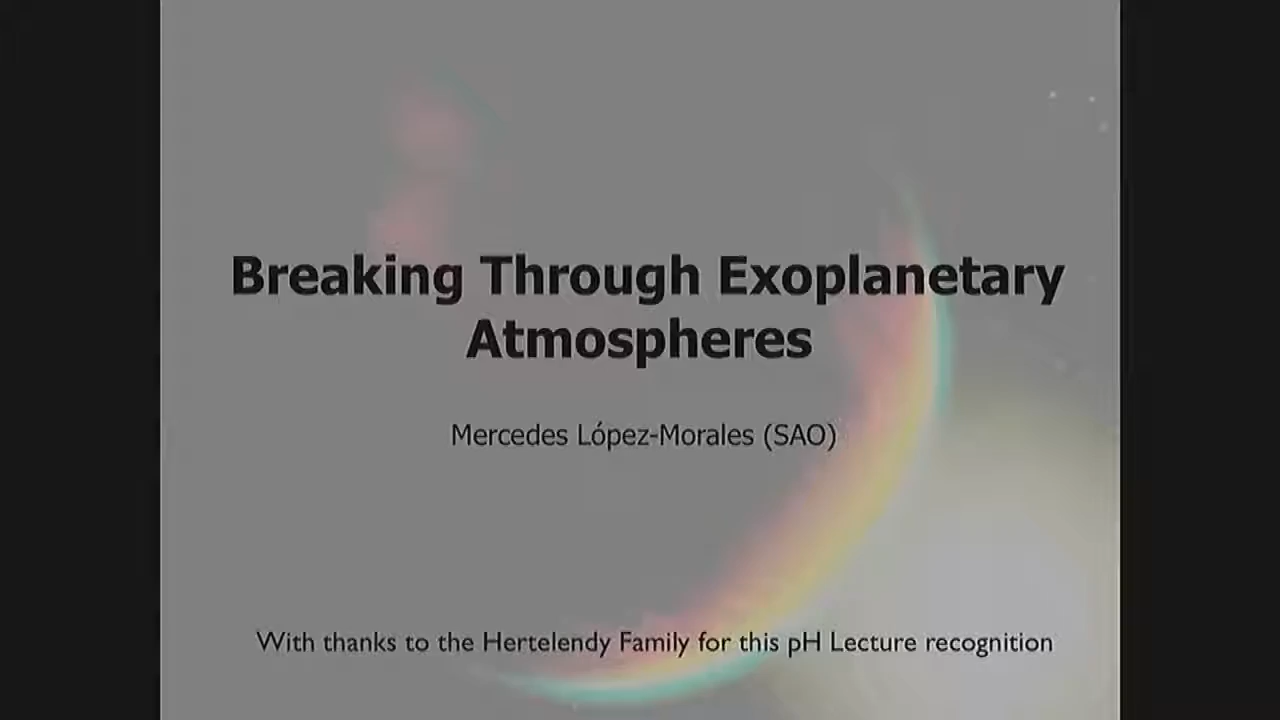 Breaking Through Exoplanetary
Atmospheres
Mercedes López-Morales (SAO)
With thanks to the Hertelendy Family for this pH Lecture recognition